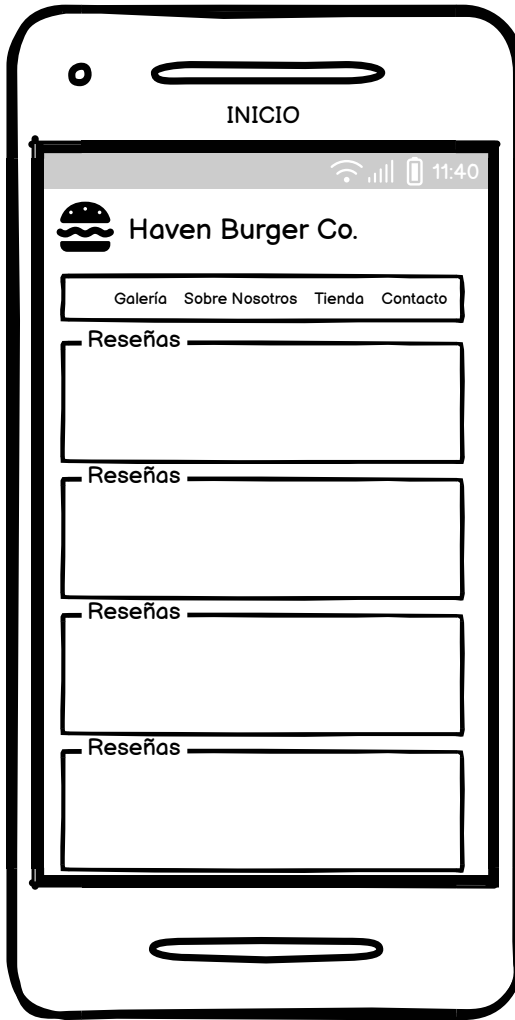 INICIO
11:40
Haven Burger Co.
Galería Sobre Nosotros Tienda Contacto
Reseñas
Reseñas
Reseñas
Reseñas